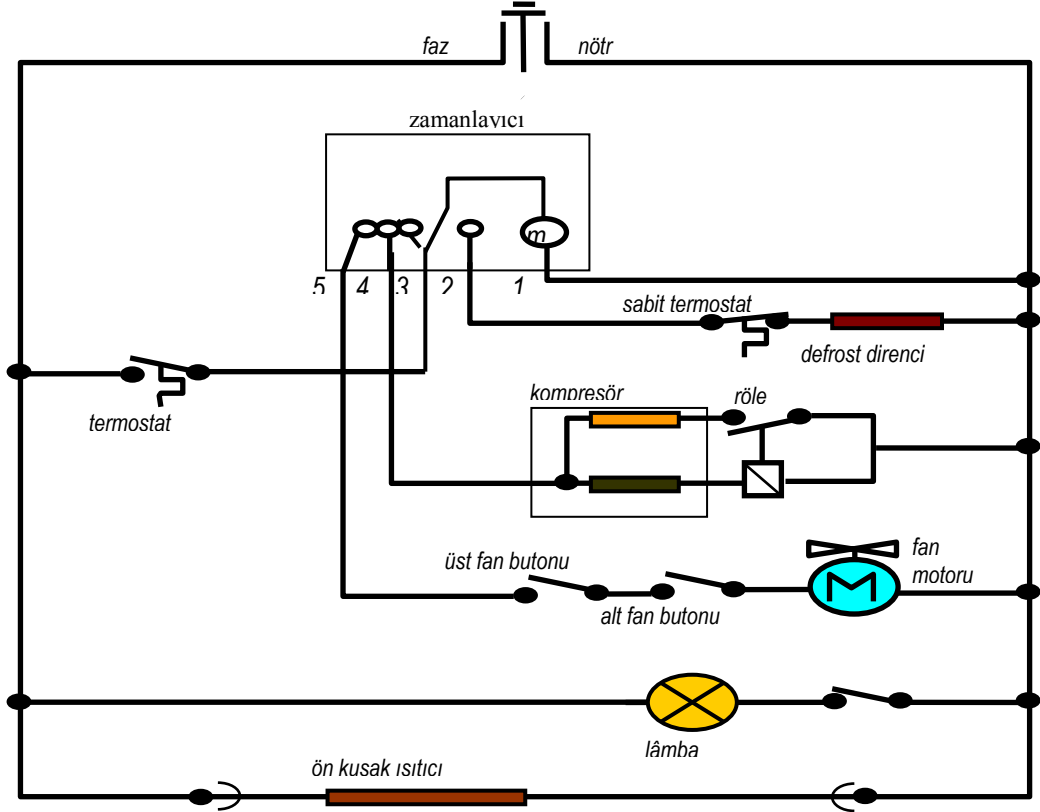 faz
nötr
zamanlayıcı
m
5 4 3 2 1
sabit termostat
defrost direnci
termostat
kompresör
röle
üst fan butonu
alt fan butonu
fan
motoru
M
lâmba
ön kusak ısıtıcı